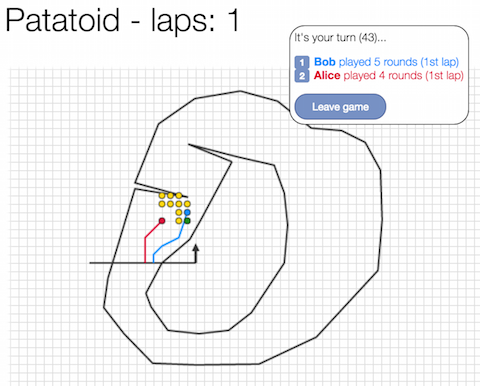 Patatoid - laps: 1
It's your turn (43)...
1 Bob played 5 rounds (1st lap)
2 Alice played 4 rounds (1st lap)
Leave game